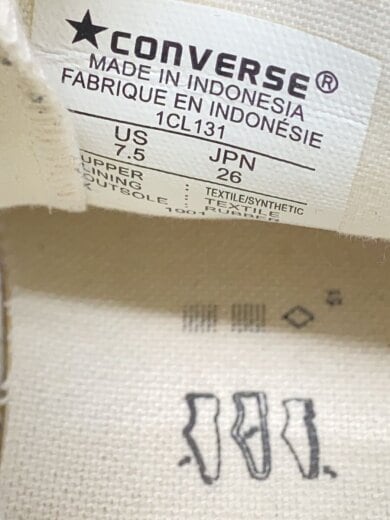 ★CONVERSE®
MADE IN INDONESIA
FABRIQUE EN INDONÉSIE
1CL131
US JPN
7.5 26
UPPER : TEXTILE/SYNTHETIC
LINING : TEXTILE
OUTSOLE : RUBBER
1901